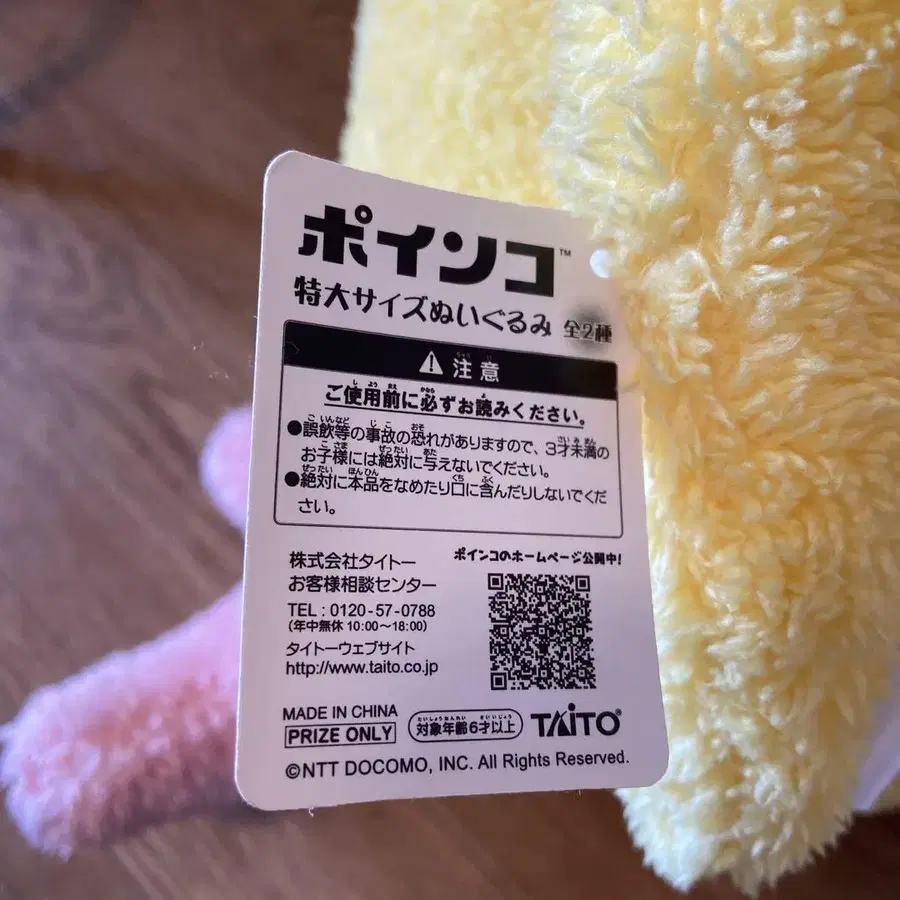 ポインコ™
特大サイズぬいぐるみ 全2種
⚠注意
ご使用前に必ずお読みください。
●誤飲等の事故の恐れがありますので、3才未満の
お子様には絶対に与えないでください。
●絶対に本品をなめたり口に含んだりしないでくだ
さい。
株式会社タイトー
お客様相談センター
TEL:0120-57-0788
(年中無休 10:00〜18:00)
タイトーウェブサイト
http://www.taito.co.jp
ポインコのホームページ公開中!
MADE IN CHINA
PRIZE ONLY
対象年齢6才以上
TAITO®
©NTT DOCOMO, INC. All Rights Reserved.